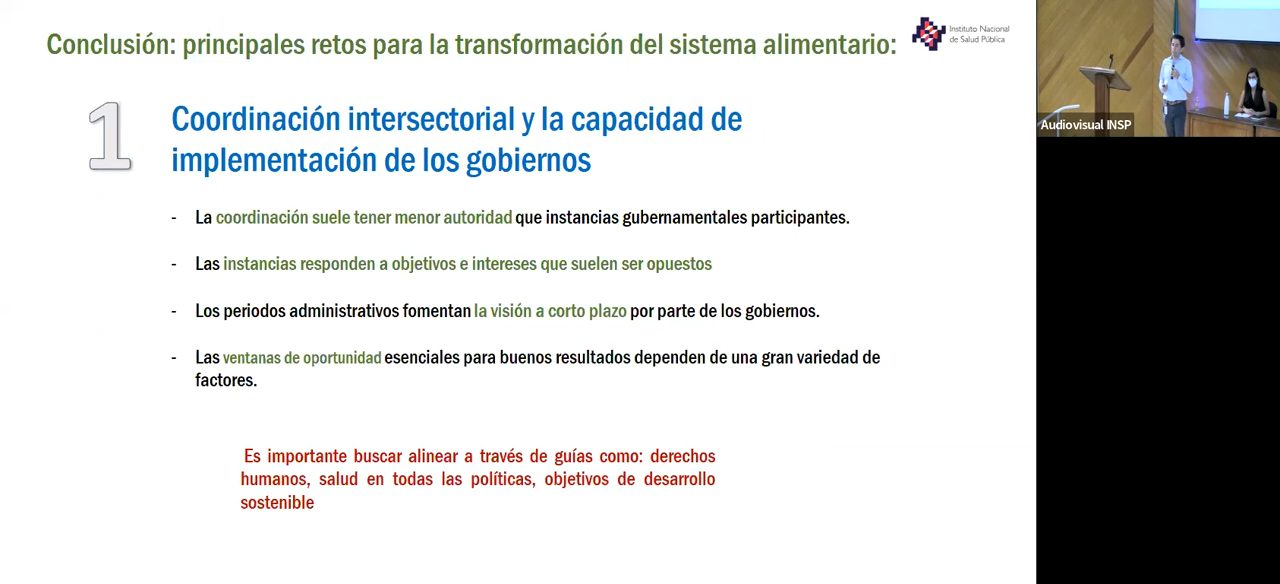 Conclusión: principales retos para la transformación del sistema alimentario:
Instituto Nacional
de Salud Pública
1
Coordinación intersectorial y la capacidad de
implementación de los gobiernos
- La coordinación suele tener menor autoridad que instancias gubernamentales participantes.
- Las instancias responden a objetivos e intereses que suelen ser opuestos
- Los periodos administrativos fomentan la visión a corto plazo por parte de los gobiernos.
- Las ventanas de oportunidad esenciales para buenos resultados dependen de una gran variedad de
factores.
Es importante buscar alinear a través de guías como: derechos
humanos, salud en todas las políticas, objetivos de desarrollo
sostenible
Audiovisual INSP